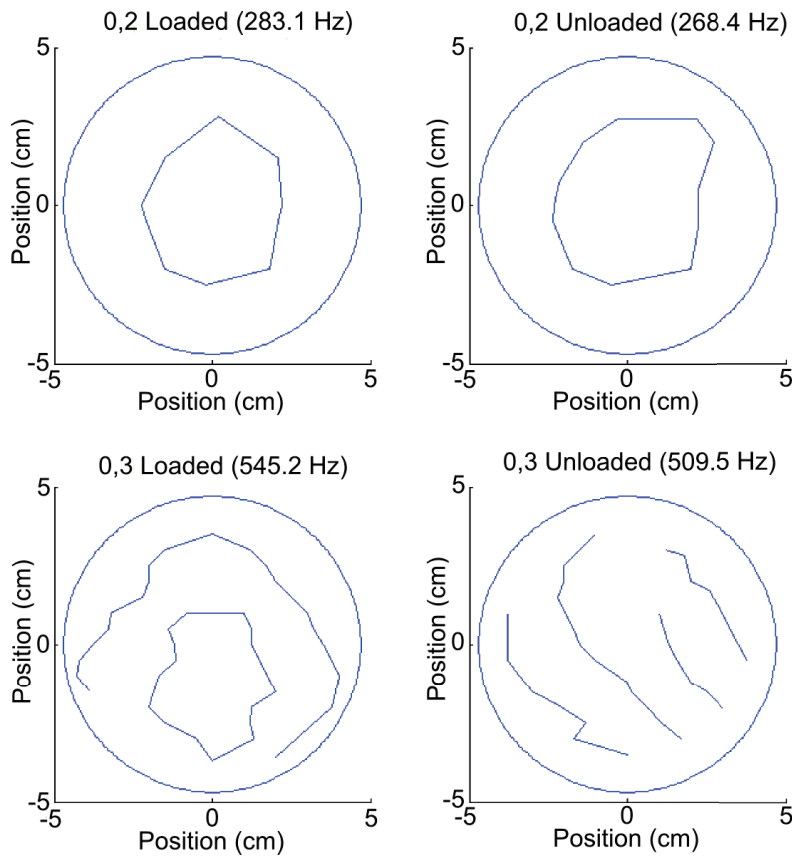 0,2 Loaded (283.1 Hz)
5
0
-5
Position (cm)
-5
0
5
Position (cm)
0,2 Unloaded (268.4 Hz)
5
0
-5
Position (cm)
-5
0
5
Position (cm)
0,3 Loaded (545.2 Hz)
5
0
-5
Position (cm)
-5
0
5
Position (cm)
0,3 Unloaded (509.5 Hz)
5
0
-5
Position (cm)
-5
0
5
Position (cm)